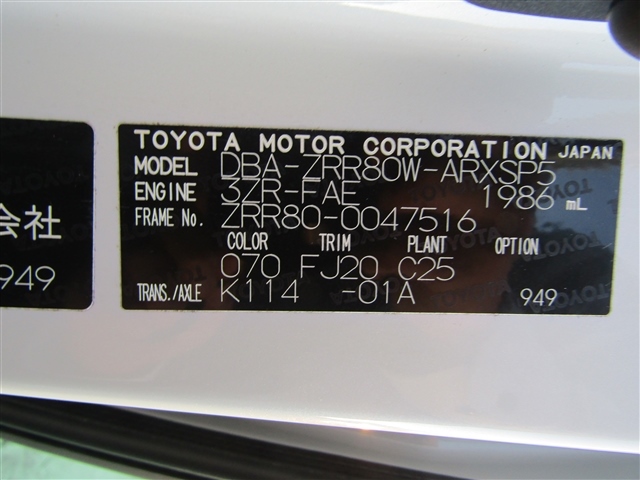 TOYOTA MOTOR CORPORATION JAPAN
MODEL DBA-ZRR80W-ARXSP5
ENGINE 3ZR-FAE 1986 mL
FRAME No. ZRR80-0047516
COLOR TRIM PLANT OPTION
070 FJ20 C25
TRANS./AXLE K114 -01A 949
会社
949